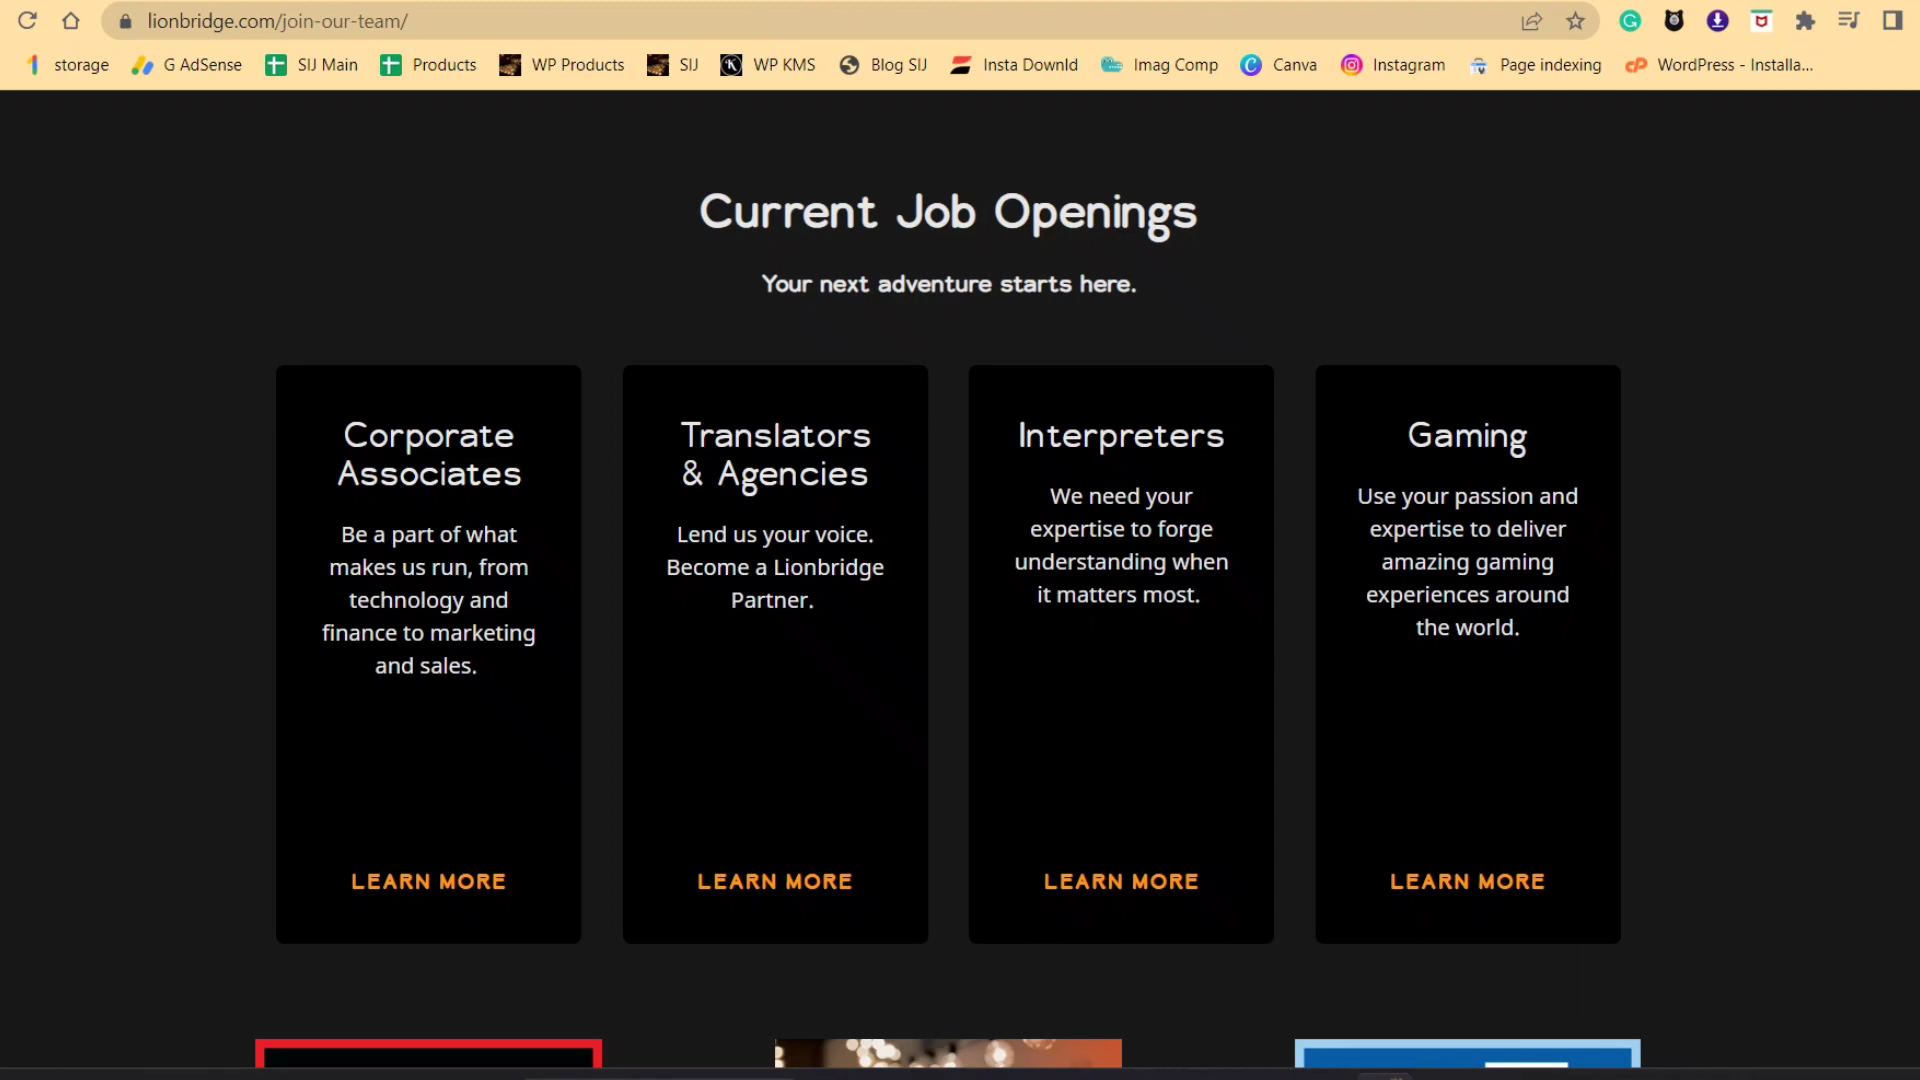 lionbridge.com/join-our-team/
storage G AdSense SIJ Main Products WP Products SIJ WP KMS Blog SIJ Insta Downld Imag Comp Canva Instagram Page indexing WordPress - Installa...
Current Job Openings
Your next adventure starts here.
Corporate
Associates
Be a part of what
makes us run, from
technology and
finance to marketing
and sales.
LEARN MORE
Translators
& Agencies
Lend us your voice.
Become a Lionbridge
Partner.
LEARN MORE
Interpreters
We need your
expertise to forge
understanding when
it matters most.
LEARN MORE
Gaming
Use your passion and
expertise to deliver
amazing gaming
experiences around
the world.
LEARN MORE